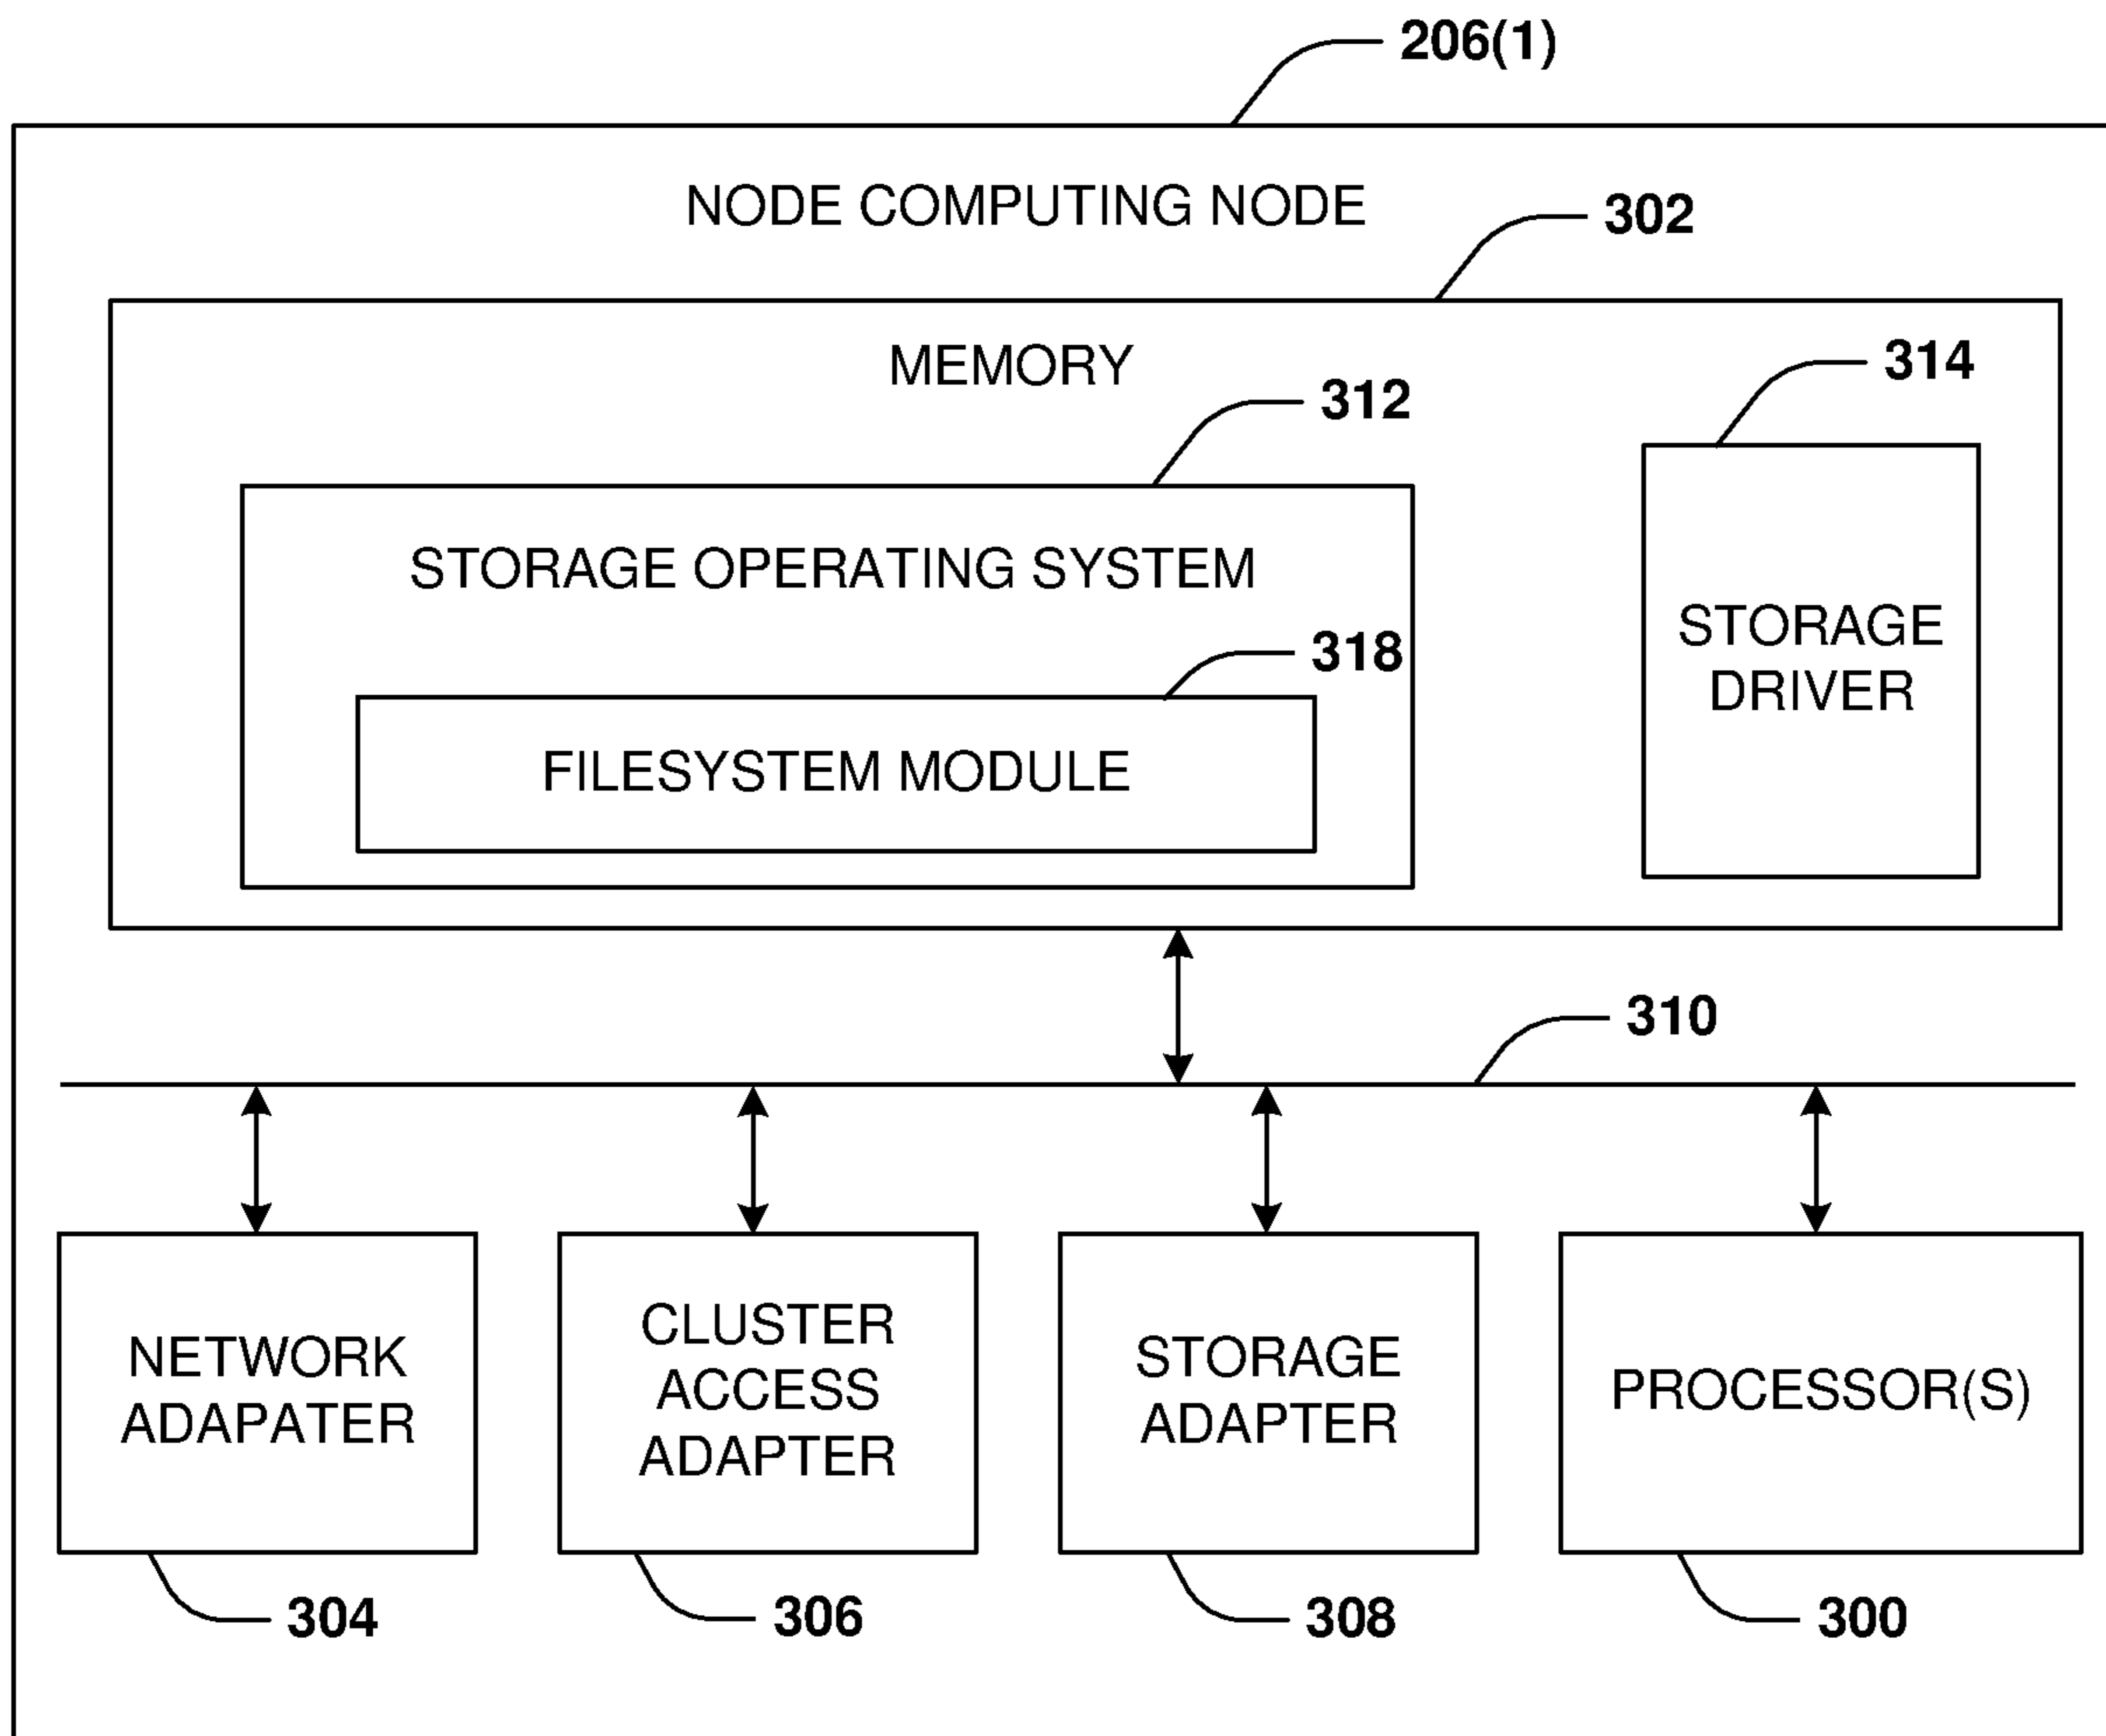 206(1)
NODE COMPUTING NODE
302
MEMORY
314
312
STORAGE OPERATING SYSTEM
STORAGE
DRIVER
318
FILESYSTEM MODULE
310
NETWORK
ADAPATER
CLUSTER
ACCESS
ADAPTER
STORAGE
ADAPTER
PROCESSOR(S)
304
306
308
300